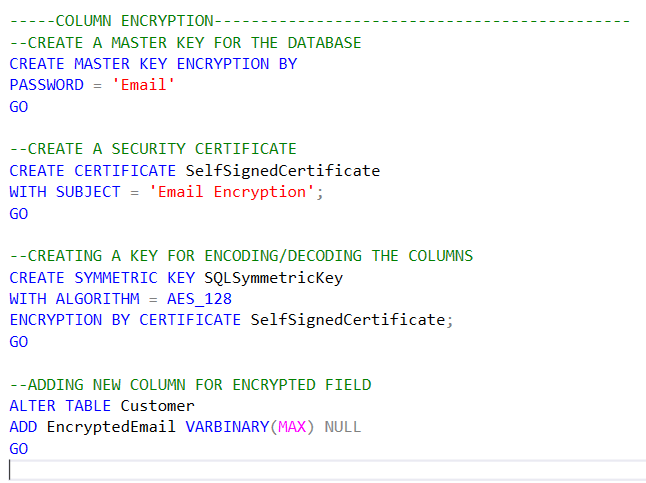 -----COLUMN ENCRYPTION---------------------------------------------
--CREATE A MASTER KEY FOR THE DATABASE
CREATE MASTER KEY ENCRYPTION BY
PASSWORD = 'Email'
GO
--CREATE A SECURITY CERTIFICATE
CREATE CERTIFICATE SelfSignedCertificate
WITH SUBJECT = 'Email Encryption';
GO
--CREATING A KEY FOR ENCODING/DECODING THE COLUMNS
CREATE SYMMETRIC KEY SQLSymmetricKey
WITH ALGORITHM = AES_128
ENCRYPTION BY CERTIFICATE SelfSignedCertificate;
GO
--ADDING NEW COLUMN FOR ENCRYPTED FIELD
ALTER TABLE Customer
ADD EncryptedEmail VARBINARY(MAX) NULL
GO